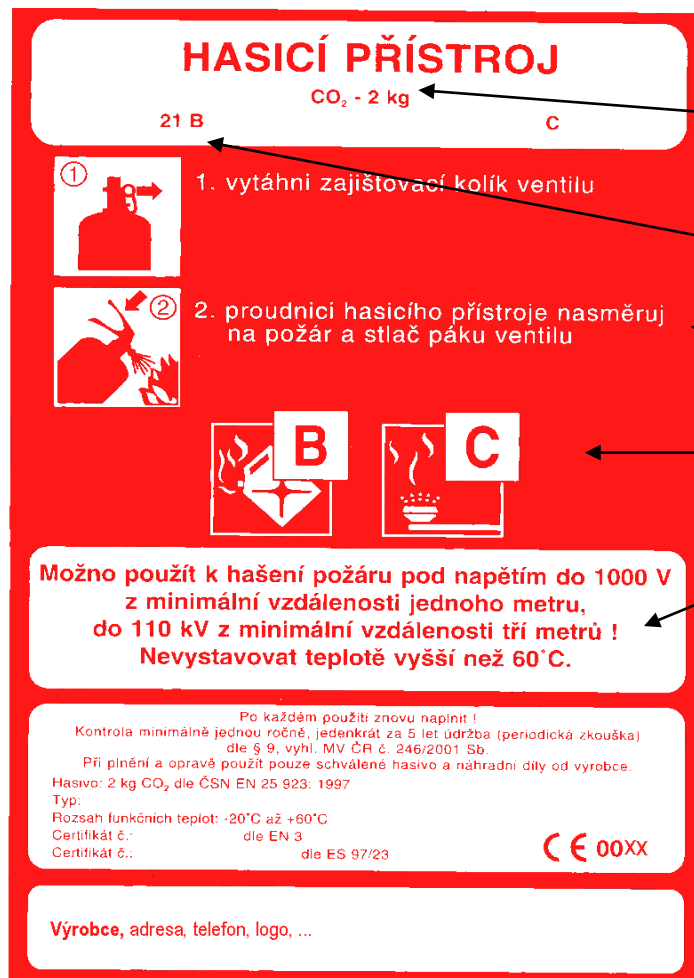 HASICÍ PŘÍSTROJ
CO₂ - 2 kg
21 B C
① 1. vytáhni zajišťovací kolík ventilu
② 2. proudnici hasicího přístroje nasměruj
na požár a stlač páku ventilu
B C
Možno použít k hašení požáru pod napětím do 1000 V
z minimální vzdálenosti jednoho metru,
do 110 kV z minimální vzdálenosti tří metrů !
Nevystavovat teplotě vyšší než 60°C.
Po každém použití znovu naplnit !
Kontrola minimálně jednou ročně, jedenkrát za 5 let údržba (periodická zkouška)
dle § 9, vyhl. MV ČR č. 246/2001 Sb.
Při plnění a opravě použít pouze schválené hasivo a náhradní díly od výrobce.
Hasivo: 2 kg CO₂ dle ČSN EN 25 923: 1997
Typ:
Rozsah funkčních teplot: -20°C až +60°C
Certifikát č.: dle EN 3
Certifikát č.: dle ES 97/23
CE 00XX
Výrobce, adresa, telefon, logo, ...